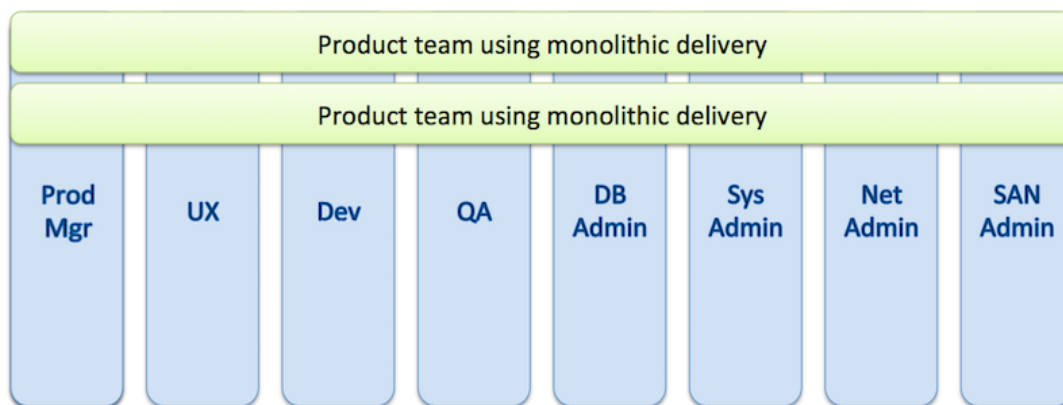 Product team using monolithic delivery
Product team using monolithic delivery
Prod
Mgr
UX
Dev
QA
DB
Admin
Sys
Admin
Net
Admin
SAN
Admin